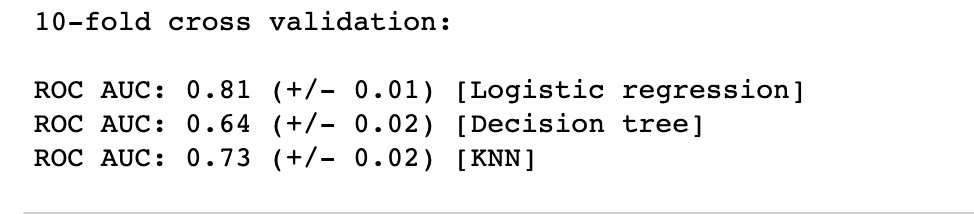 10-fold cross validation:
ROC AUC: 0.81 (+/- 0.01) [Logistic regression]
ROC AUC: 0.64 (+/- 0.02) [Decision tree]
ROC AUC: 0.73 (+/- 0.02) [KNN]